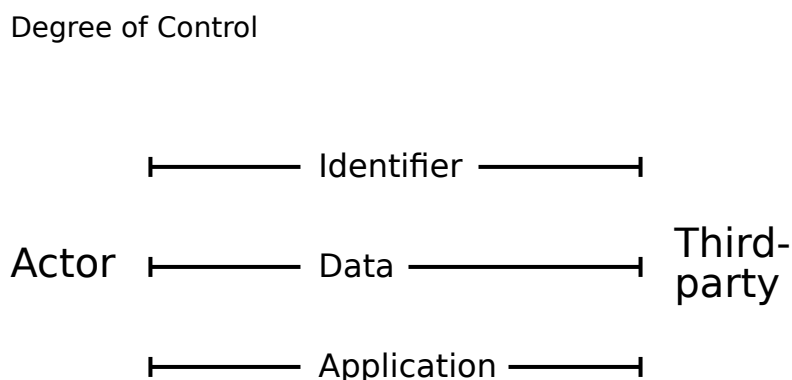 Degree of Control
Identifier
Actor
Data
Third-
party
Application